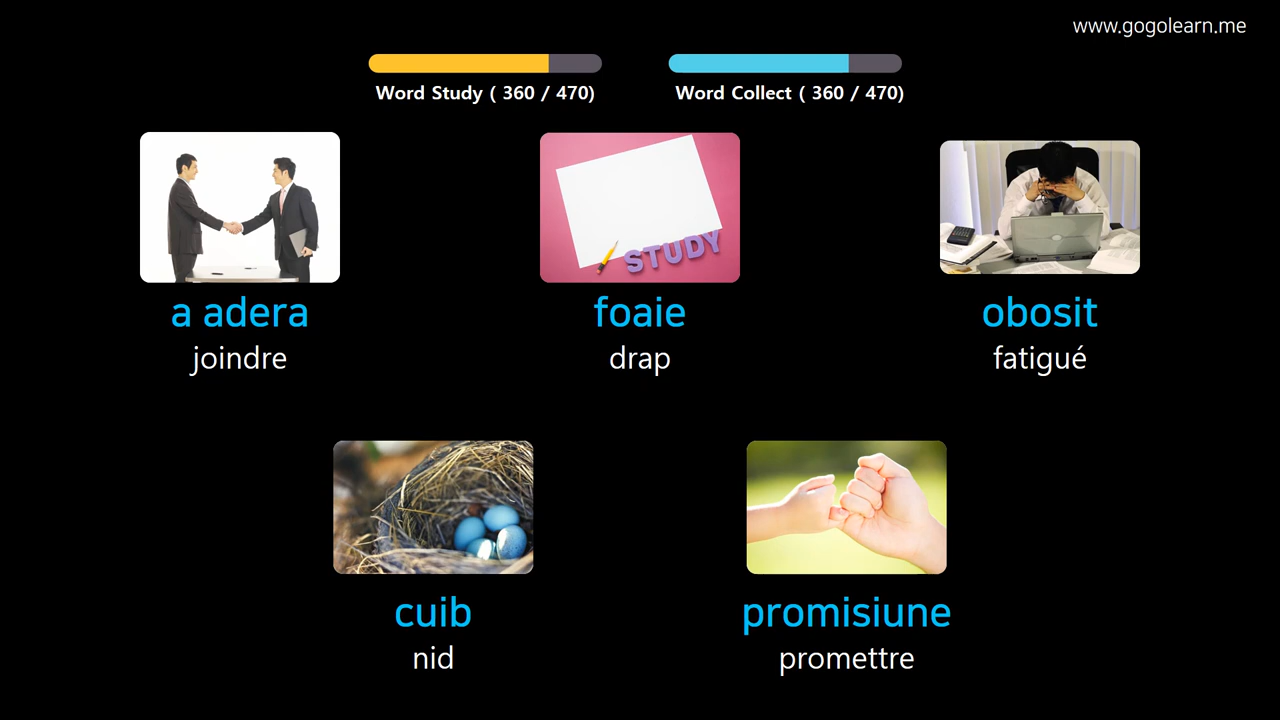 www.gogolearn.me
Word Study ( 360 / 470)
Word Collect ( 360 / 470)
STUDY
a adera
joindre
foaie
drap
obosit
fatigué
cuib
nid
promisiune
promettre